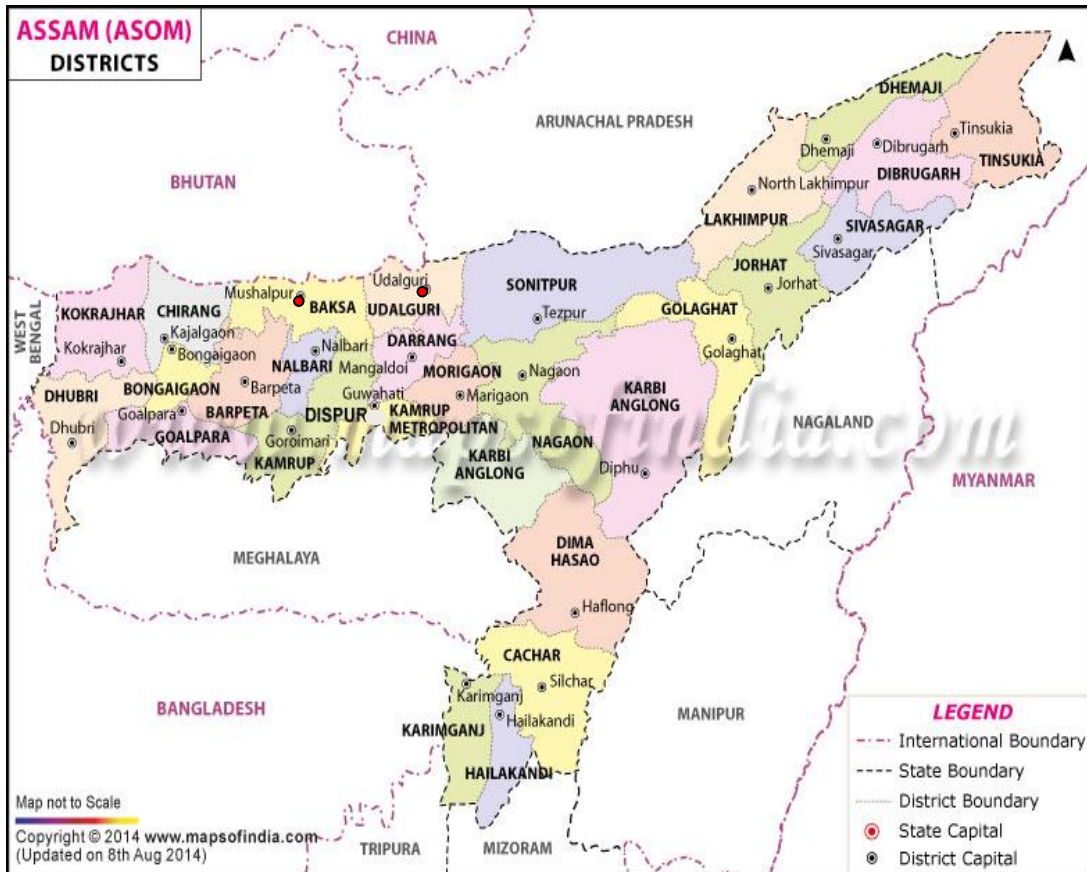 ASSAM (ASOM)
DISTRICTS
CHINA
ARUNACHAL PRADESH
BHUTAN
DHEMAJI
Dhemaji
Dibrugarh
Tinsukia
DIBRUGARH
TINSUKIA
North Lakhimpur
LAKHIMPUR
SIVASAGAR
Sivasagar
JORHAT
Jorhat
WEST
BENGAL
KOKRAJHAR
Kokrajhar
CHIRANG
Kajalgaon
Bongaigaon
Mushalpur
BAKSA
Udalguri
UDALGURI
SONITPUR
Tezpur
GOLAGHAT
Golaghat
DARRANG
Mangaldoi
Nalbari
NALBARI
MORIGAON
Marigaon
Nagaon
KARBI
ANGLONG
DHUBRI
Dhubri
BONGAIGAON
Goalpara
GOALPARA
Barpeta
BARPETA
Guwahati
DISPUR
KAMRUP
METROPOLITAN
Goroimari
KAMRUP
KARBI
ANGLONG
NAGAON
Diphu
www.mapsofindia.com
NAGALAND
MYANMAR
MEGHALAYA
DIMA
HASAO
Haflong
CACHAR
Silchar
Karimganj
KARIMGANJ
Hailakandi
HAILAKANDI
BANGLADESH
MANIPUR
TRIPURA
MIZORAM
LEGEND
International Boundary
State Boundary
District Boundary
State Capital
District Capital
Map not to Scale
Copyright © 2014 www.mapsofindia.com
(Updated on 8th Aug 2014)